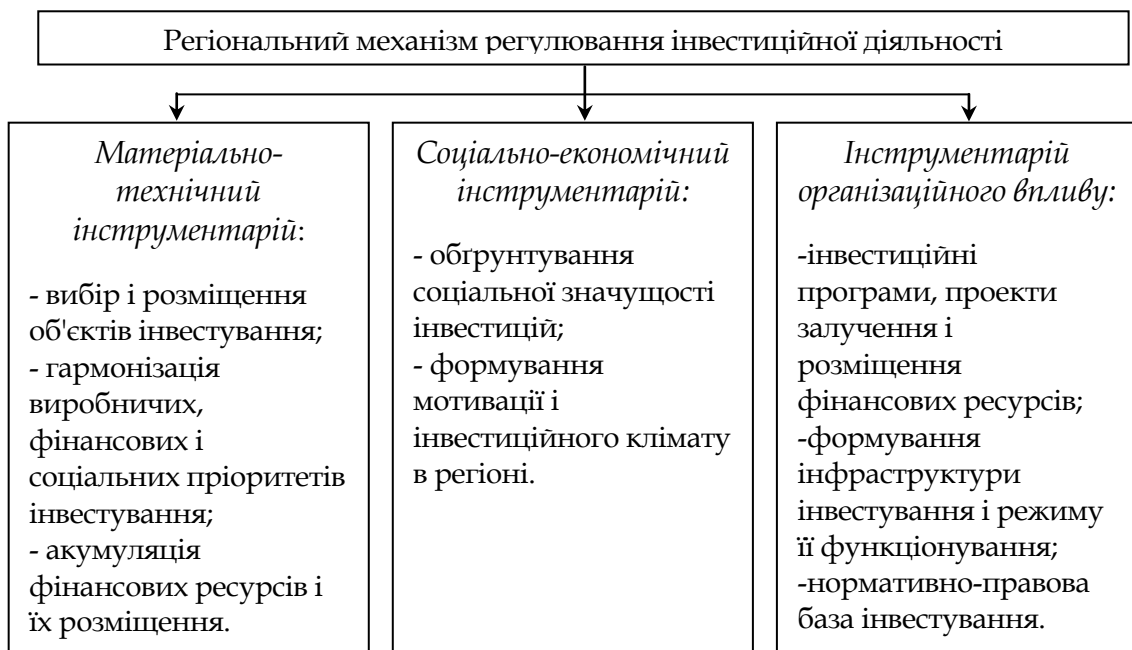 Регіональний механізм регулювання інвестиційної діяльності
Матеріально-
технічний
інструментарій:
- вибір і розміщення
об'єктів інвестування;
- гармонізація
виробничих,
фінансових і
соціальних пріоритетів
інвестування;
- акумуляція
фінансових ресурсів і
їх розміщення.
Соціально-економічний
інструментарій:
- обґрунтування
соціальної значущості
інвестицій;
- формування
мотивації і
інвестиційного клімату
в регіоні.
Інструментарій
організаційного впливу:
-інвестиційні
програми, проекти
залучення і
розміщення
фінансових ресурсів;
-формування
інфраструктури
інвестування і режиму
її функціонування;
-нормативно-правова
база інвестування.